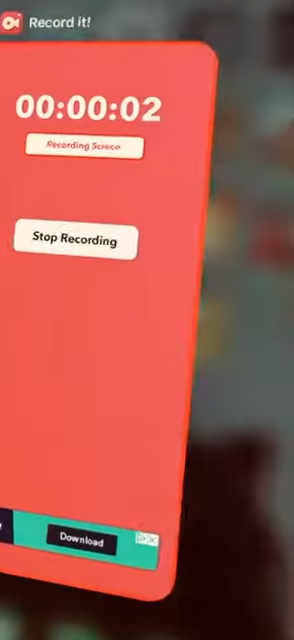 Record it!
00:00:02
Recording Screen
Stop Recording
Download